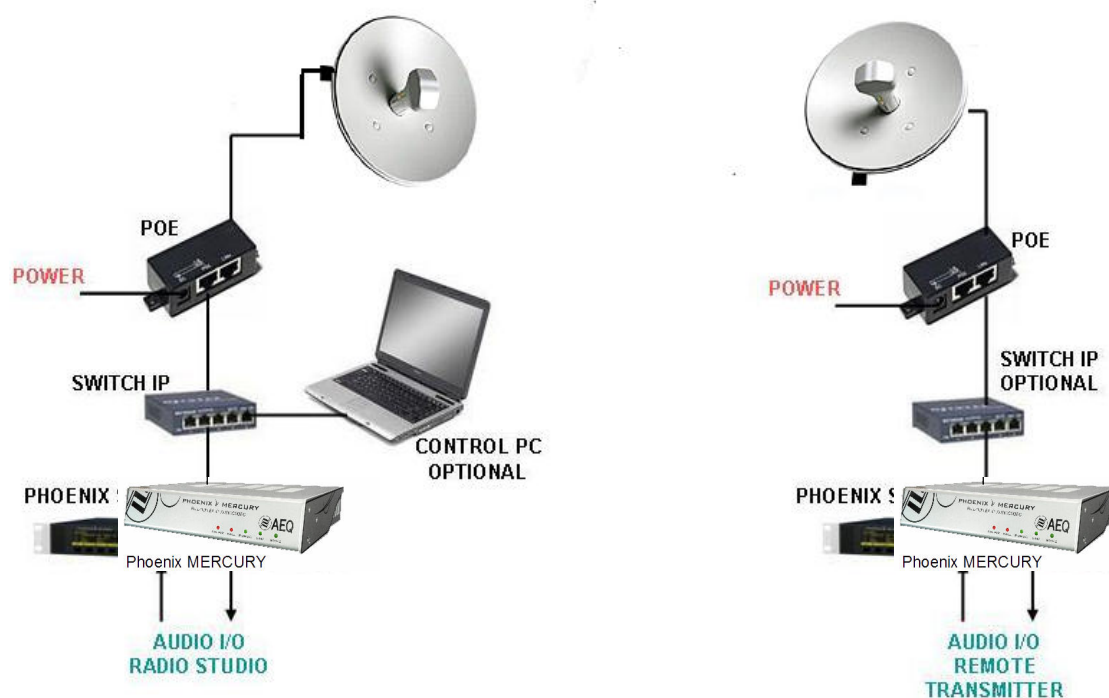 POE
POWER
SWITCH IP
CONTROL PC
OPTIONAL
PHOENIX
PHOENIX MERCURY
AEQ
Phoenix MERCURY
AUDIO I/O
RADIO STUDIO
POE
POWER
SWITCH IP
OPTIONAL
PHOENIX S
PHOENIX MERCURY
AEQ
Phoenix MERCURY
AUDIO I/O
REMOTE
TRANSMITTER